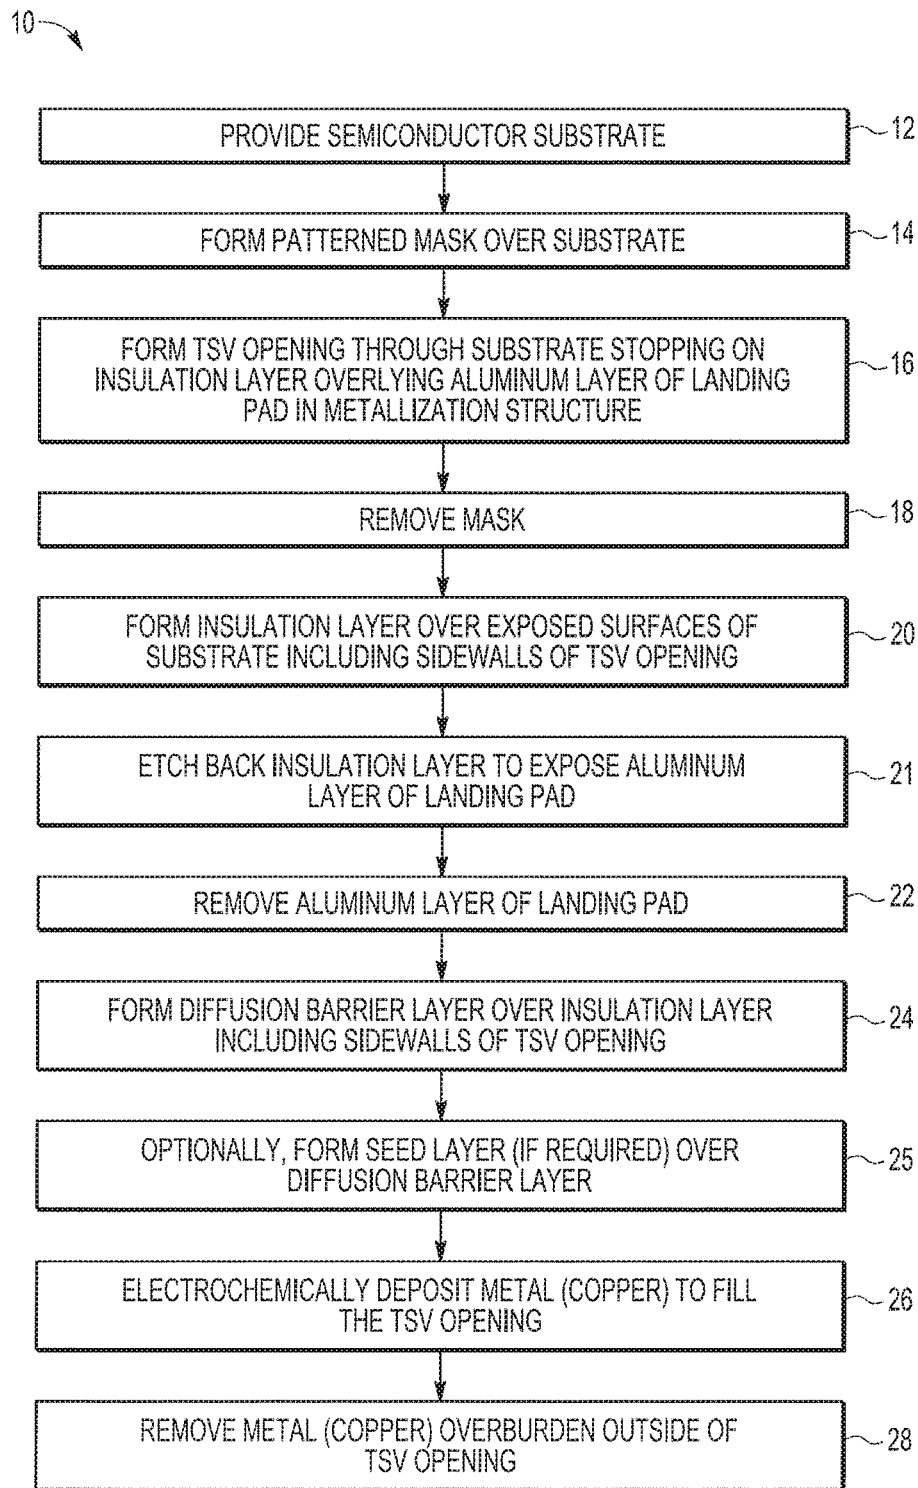 10
PROVIDE SEMICONDUCTOR SUBSTRATE
12
FORM PATTERNED MASK OVER SUBSTRATE
14
FORM TSV OPENING THROUGH SUBSTRATE STOPPING ON
INSULATION LAYER OVERLYING ALUMINUM LAYER OF LANDING
PAD IN METALLIZATION STRUCTURE
16
REMOVE MASK
18
FORM INSULATION LAYER OVER EXPOSED SURFACES OF
SUBSTRATE INCLUDING SIDEWALLS OF TSV OPENING
20
ETCH BACK INSULATION LAYER TO EXPOSE ALUMINUM
LAYER OF LANDING PAD
21
REMOVE ALUMINUM LAYER OF LANDING PAD
22
FORM DIFFUSION BARRIER LAYER OVER INSULATION LAYER
INCLUDING SIDEWALLS OF TSV OPENING
24
OPTIONALLY, FORM SEED LAYER (IF REQUIRED) OVER
DIFFUSION BARRIER LAYER
25
ELECTROCHEMICALLY DEPOSIT METAL (COPPER) TO FILL
THE TSV OPENING
26
REMOVE METAL (COPPER) OVERBURDEN OUTSIDE OF
TSV OPENING
28